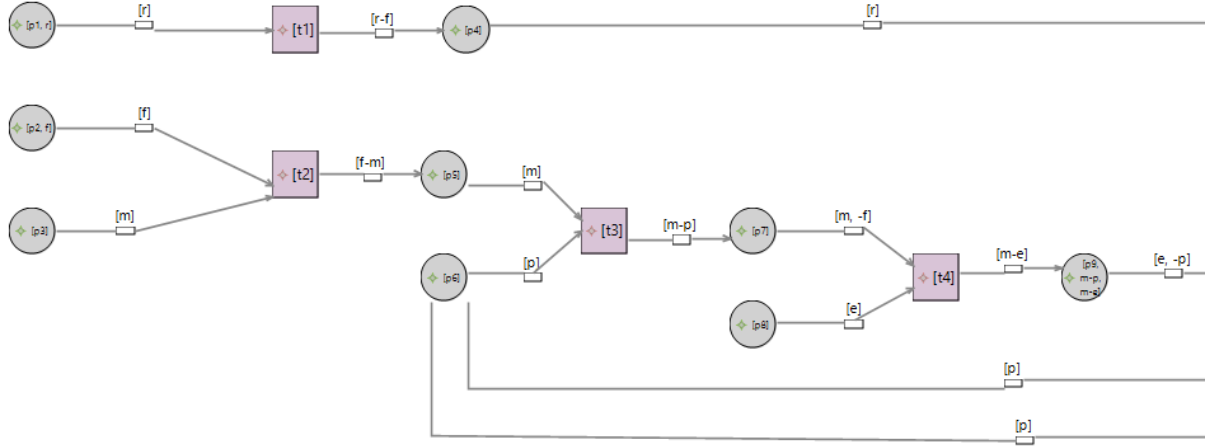 [p1, r]
[r]
[t1]
[r-f]
[p4]
[r]
[p2, f]
[f]
[t2]
[f-m]
[p5]
[m]
[p3]
[m]
[t3]
[m-p]
[p7]
[m, -f]
[p6]
[p]
[t4]
[m-e]
[p9,
m-p,
m-e]
[e, -p]
[p8]
[e]
[p]
[p]